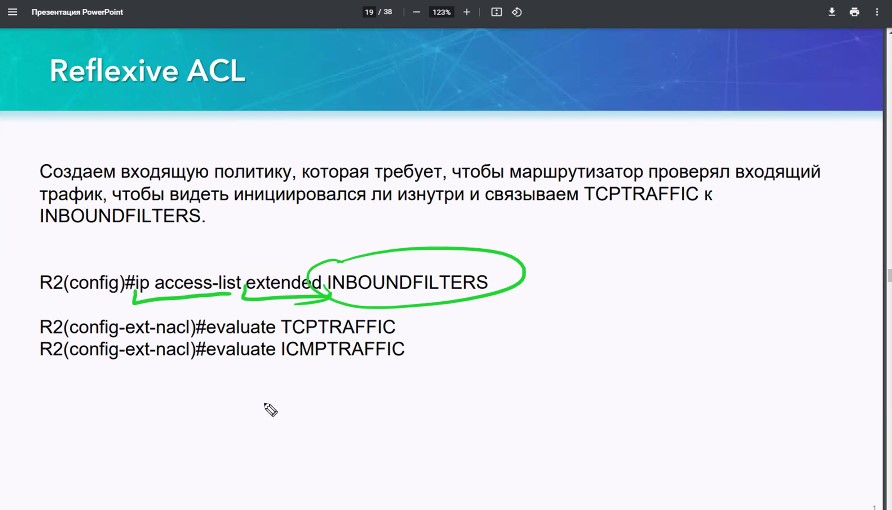 Презентация PowerPoint
19 / 38
123%
Reflexive ACL
Создаем входящую политику, которая требует, чтобы маршрутизатор проверял входящий
трафик, чтобы видеть инициировался ли изнутри и связываем TCPTRAFFIC к
INBOUNDFILTERS.
R2(config)#ip access-list extended INBOUNDFILTERS
R2(config-ext-nacl)#evaluate TCPTRAFFIC
R2(config-ext-nacl)#evaluate ICMPTRAFFIC
1